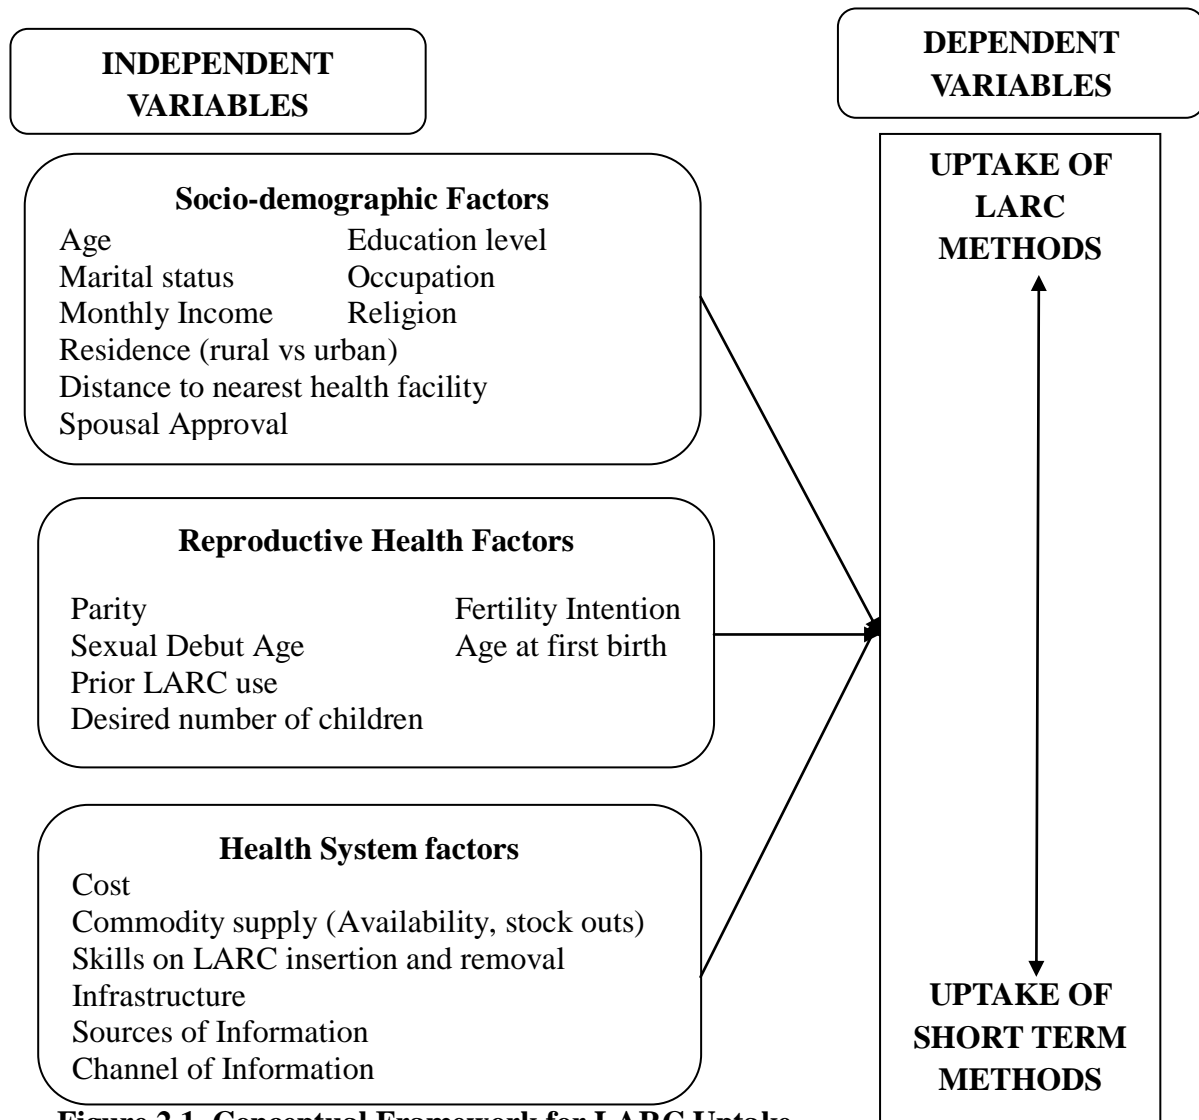 INDEPENDENT
VARIABLES
DEPENDENT
VARIABLES
Socio-demographic Factors
Age Education level
Marital status Occupation
Monthly Income Religion
Residence (rural vs urban)
Distance to nearest health facility
Spousal Approval
Reproductive Health Factors
Parity Fertility Intention
Sexual Debut Age Age at first birth
Prior LARC use
Desired number of children
Health System factors
Cost
Commodity supply (Availability, stock outs)
Skills on LARC insertion and removal
Infrastructure
Sources of Information
Channel of Information
UPTAKE OF
LARC
METHODS
UPTAKE OF
SHORT TERM
METHODS
Figure 2.1. Conceptual Framework for LARC Uptake